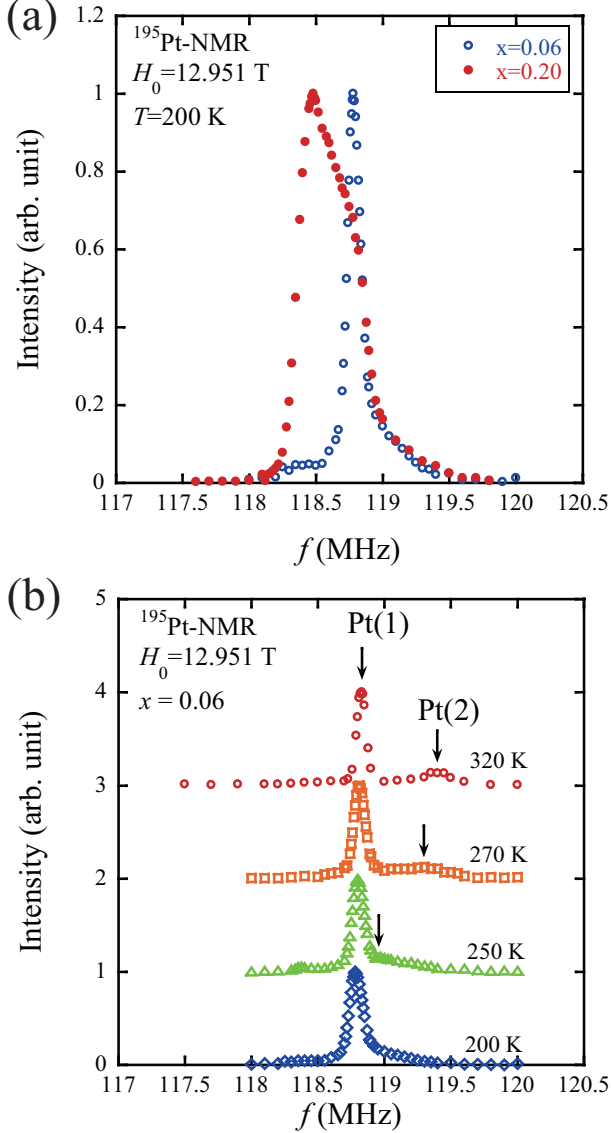 (a)
¹⁹⁵Pt-NMR
H₀=12.951 T
T=200 K
x=0.06
x=0.20
Intensity (arb. unit)
1
0.8
0.6
0.4
0.2
0
117 117.5 118 118.5 119 119.5 120 120.5
f (MHz)
(b)
¹⁹⁵Pt-NMR
H₀=12.951 T
x = 0.06
Pt(1)
Pt(2)
320 K
270 K
250 K
200 K
Intensity (arb. unit)
5
4
3
2
1
0
117 117.5 118 118.5 119 119.5 120 120.5
f (MHz)